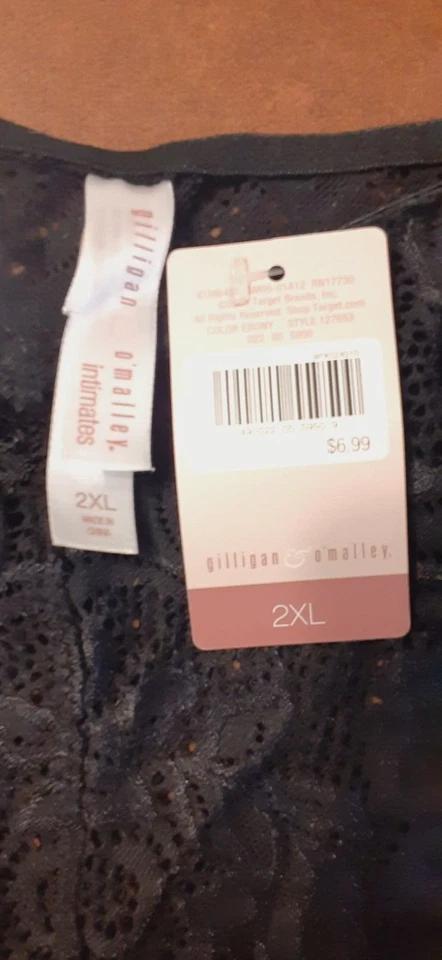 gilligan & o'malley.
intimates
2XL
MADE IN
CHINA
RN17730
Target Brands, Inc.
All Rights Reserved. Shop Target.com
COLOR EBONY STYLE 127653
$6.99
gilligan & o'malley.
2XL